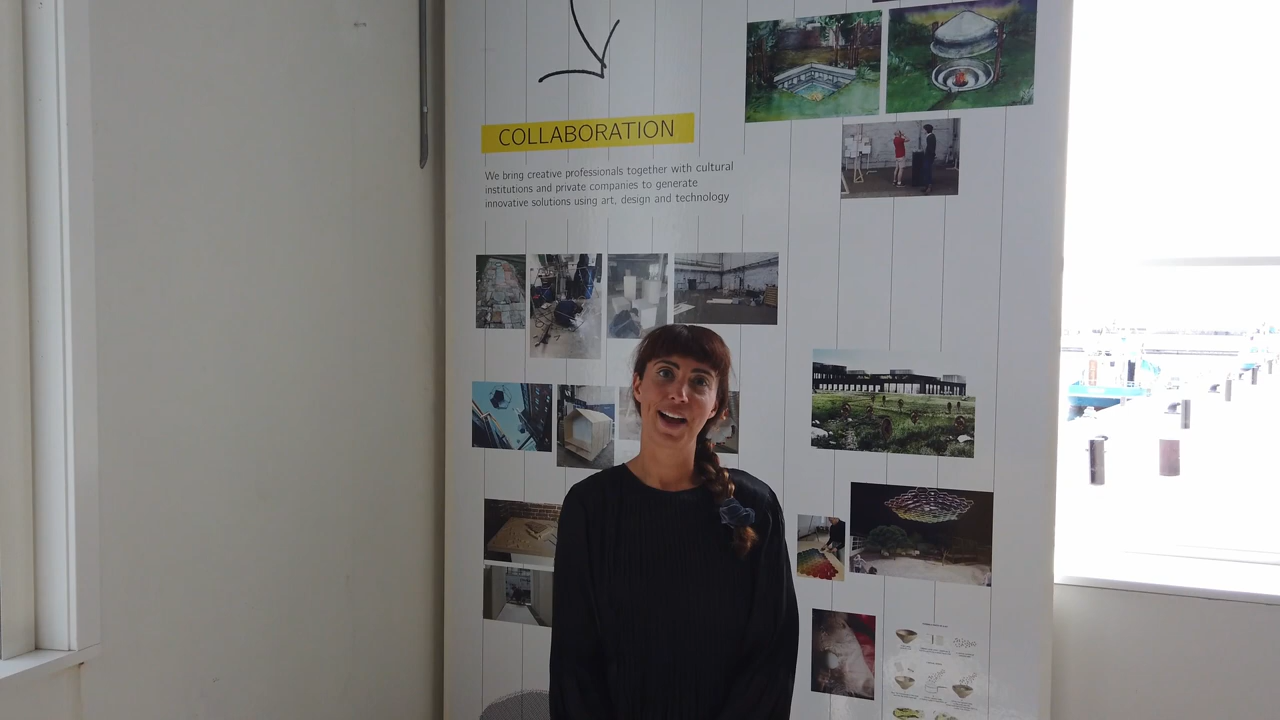 COLLABORATION
We bring creative professionals together with cultural
institutions and private companies to generate
innovative solutions using art, design and technology